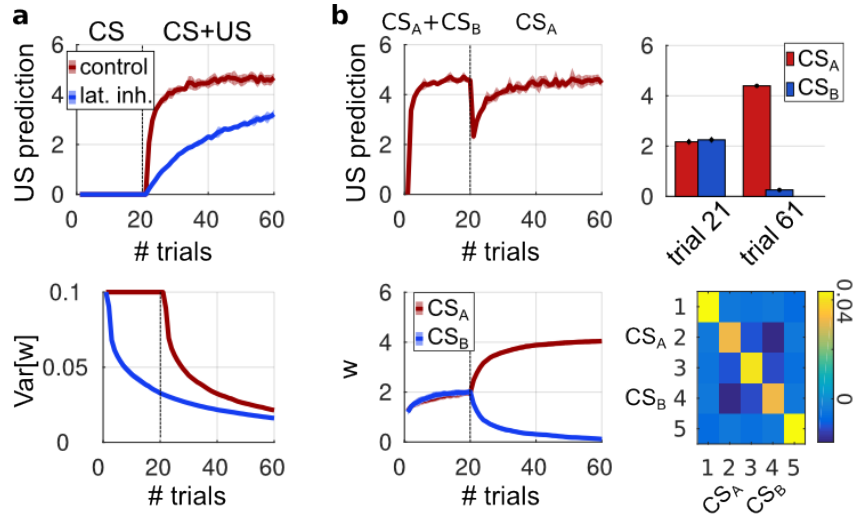 a
CS CS+US
US prediction
6
4
2
0
control
lat. inh.
0 20 40 60
# trials
b
CSA+CSB CSA
US prediction
6
4
2
0
0 20 40 60
# trials
6
4
2
0
CSA
CSB
trial 21
trial 61
Var[w]
0.1
0.05
0
0 20 40 60
# trials
w
6
4
2
0
CSA
CSB
0 20 40 60
# trials
1
CSA 2
3
CSB 4
5
1 2 3 4 5
CSA CSB
0.04
0